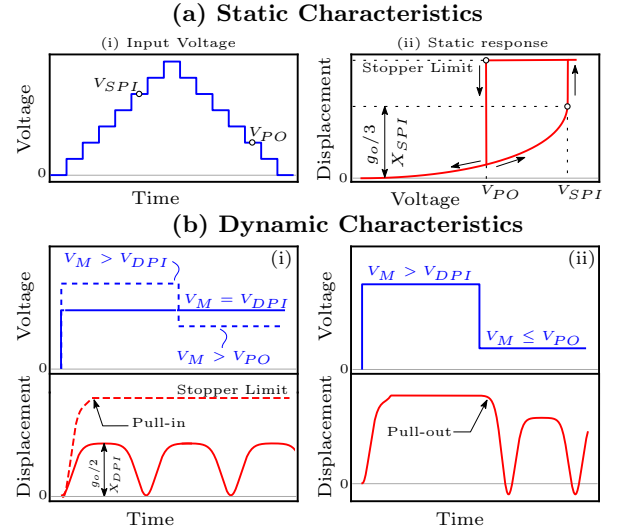 (a) Static Characteristics
(i) Input Voltage
Voltage
V_SPI
V_PO
0
Time
(ii) Static response
Displacement
Stopper Limit
g_o/3
X_SPI
0
Voltage
V_PO
V_SPI
(b) Dynamic Characteristics
(i)
Voltage
V_M > V_DPI
V_M = V_DPI
V_M > V_PO
0
Displacement
Stopper Limit
Pull-in
g_o/2
X_DPI
0
Time
(ii)
Voltage
V_M > V_DPI
V_M ≤ V_PO
0
Displacement
Pull-out
0
Time